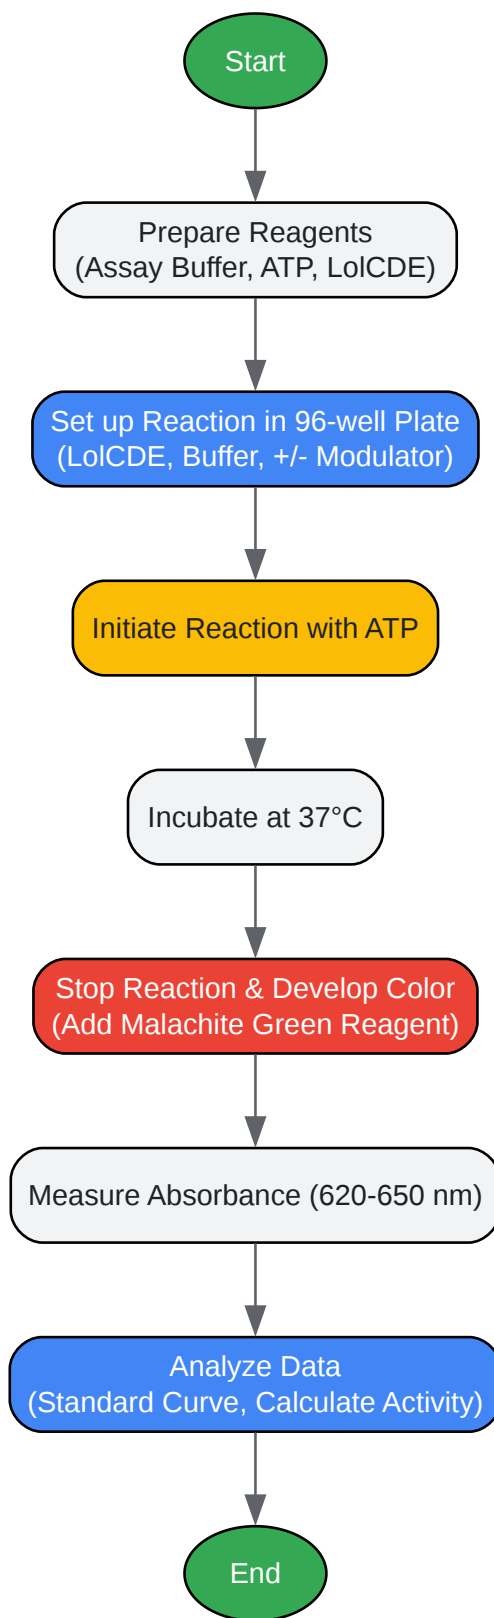 Start
Prepare Reagents
(Assay Buffer, ATP, LolCDE)
Set up Reaction in 96-well Plate
(LolCDE, Buffer, +/- Modulator)
Initiate Reaction with ATP
Incubate at 37°C
Stop Reaction & Develop Color
(Add Malachite Green Reagent)
Measure Absorbance (620-650 nm)
Analyze Data
(Standard Curve, Calculate Activity)
End